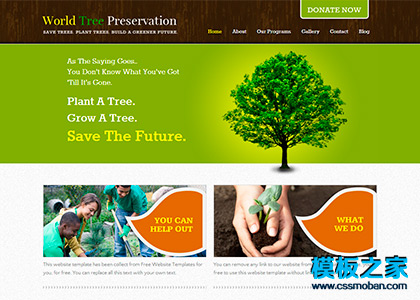 DONATE NOW
World Tree Preservation
SAVE TREES. PLANT TREES. BUILD A GREENER FUTURE.
Home About Our Programs Gallery Contact Blog
As The Saying Goes..
You Don't Know What You've Got
'Till It's Gone.
Plant A Tree.
Grow A Tree.
Save The Future.
YOU CAN
HELP OUT
WHAT
WE DO
This website template has been collect from Free Website Templates for
you, for free. You can replace all this text with your own text.
You can remove any link to our website from
free to use this website template without
模板之家
www.cssmoban.com